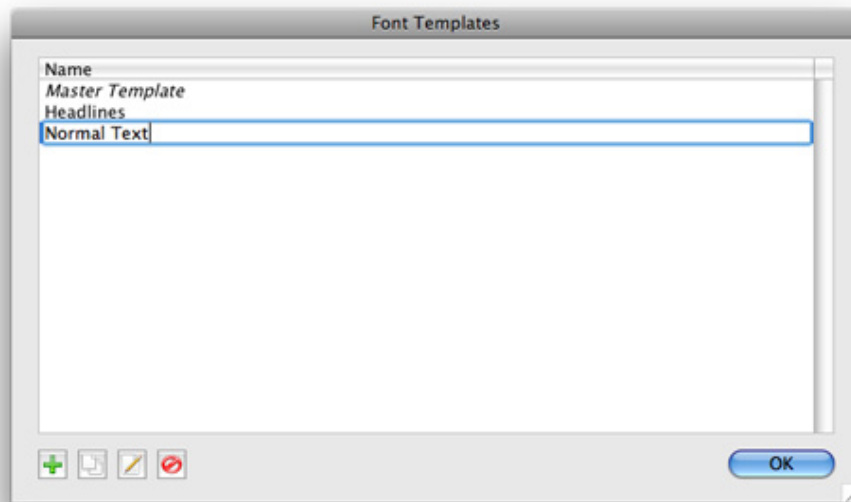 Font Templates
Name
Master Template
Headlines
Normal Text
OK